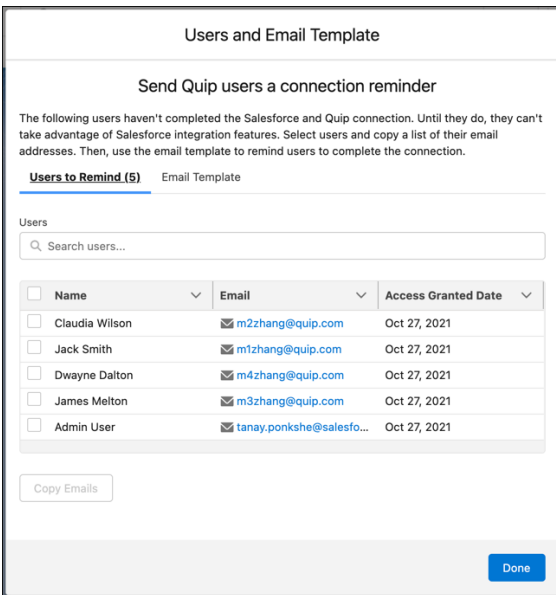 Users and Email Template
Send Quip users a connection reminder
The following users haven't completed the Salesforce and Quip connection. Until they do, they can't
take advantage of Salesforce integration features. Select users and copy a list of their email
addresses. Then, use the email template to remind users to complete the connection.
Users to Remind (5) Email Template
Users
Search users...
Name Email Access Granted Date
Claudia Wilson m2zhang@quip.com Oct 27, 2021
Jack Smith m1zhang@quip.com Oct 27, 2021
Dwayne Dalton m4zhang@quip.com Oct 27, 2021
James Melton m3zhang@quip.com Oct 27, 2021
Admin User tanay.ponkshe@salesfo... Oct 27, 2021
Copy Emails
Done